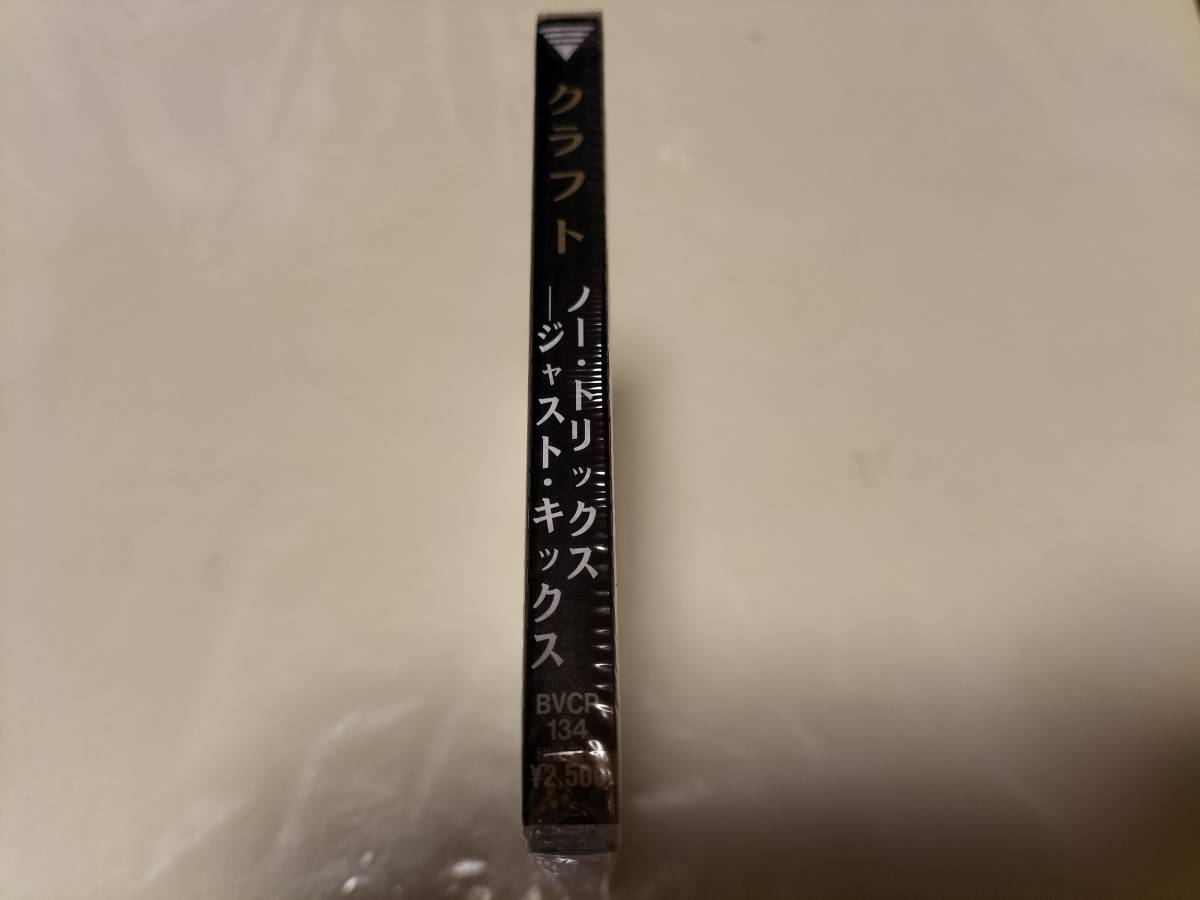 クラフト
ノー・トリックス
―ジャスト・キックス
BVCP
134
¥2,500